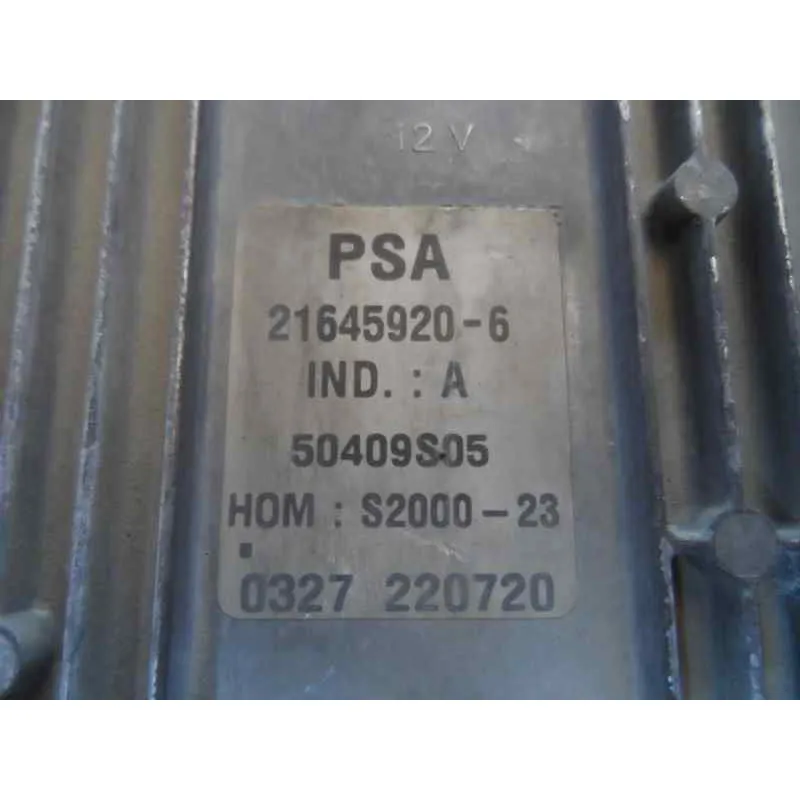 12 V
PSA
21645920-6
IND. : A
50409S05
HOM : S2000-23
0327 220720